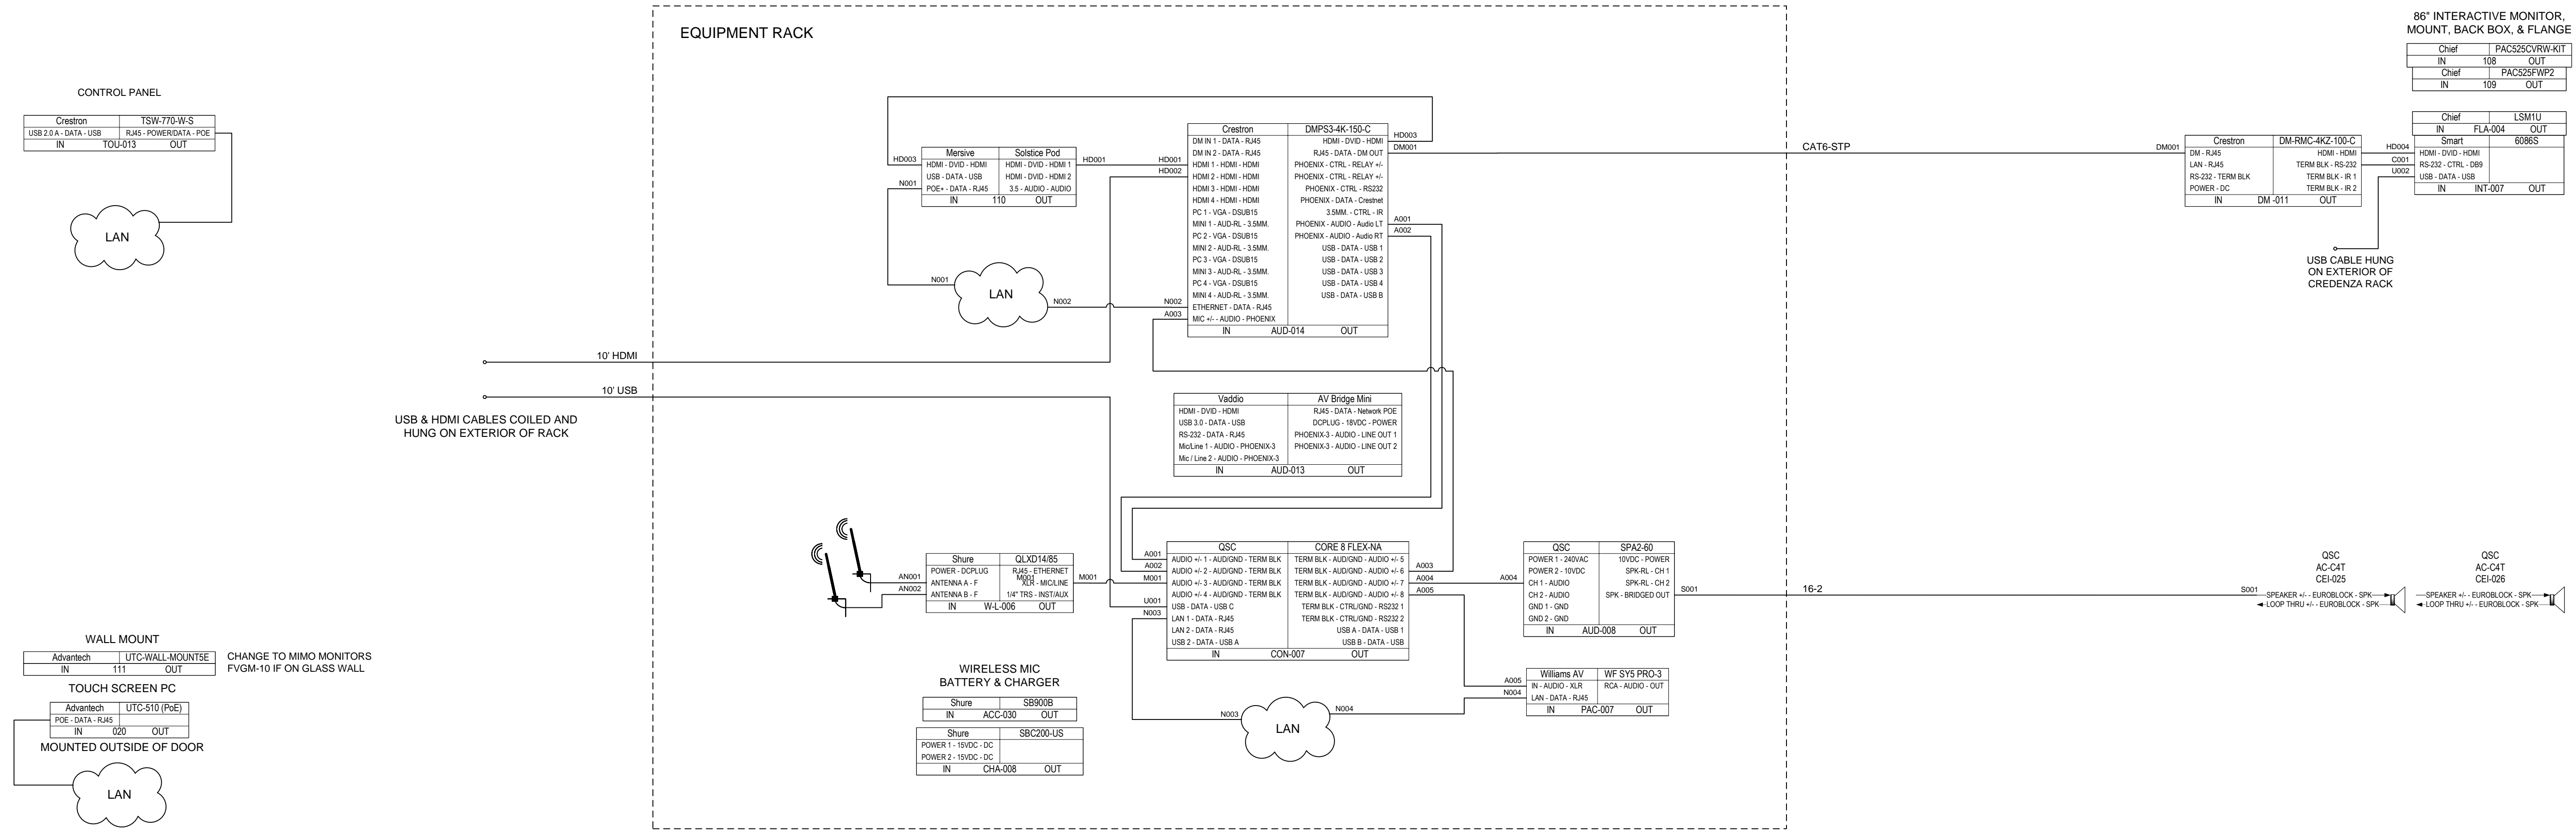 EQUIPMENT RACK
CONTROL PANEL
Crestron TSW-770-W-S
USB 2.0 A - DATA - USB RJ45 - POWER/DATA - POE
IN TOU-013 OUT
LAN
WALL MOUNT
Advantech UTC-WALL-MOUNT5E
IN 111 OUT
CHANGE TO MIMO MONITORS
FVGM-10 IF ON GLASS WALL
TOUCH SCREEN PC
Advantech UTC-510 (PoE)
POE - DATA - RJ45
IN 020 OUT
MOUNTED OUTSIDE OF DOOR
LAN
10' HDMI
10' USB
USB & HDMI CABLES COILED AND
HUNG ON EXTERIOR OF RACK
Mersive Solstice Pod
HD003 HDMI - DVID - HDMI HDMI - DVID - HDMI 1 HD001
USB - DATA - USB HDMI - DVID - HDMI 2
N001 POE+ - DATA - RJ45 3.5 - AUDIO - AUDIO
IN 110 OUT
N001
LAN
N002
Crestron DMPS3-4K-150-C
DM IN 1 - DATA - RJ45 HDMI - DVID - HDMI HD003
DM IN 2 - DATA - RJ45 RJ45 - DATA - DM OUT DM001
HD001 HDMI 1 - HDMI - HDMI PHOENIX - CTRL - RELAY +/-
HD002 HDMI 2 - HDMI - HDMI PHOENIX - CTRL - RELAY +/-
HDMI 3 - HDMI - HDMI PHOENIX - CTRL - RS232
HDMI 4 - HDMI - HDMI PHOENIX - DATA - Crestnet
PC 1 - VGA - DSUB15 3.5MM. - CTRL - IR
MINI 1 - AUD-RL - 3.5MM. PHOENIX - AUDIO - Audio LT A001
PC 2 - VGA - DSUB15 PHOENIX - AUDIO - Audio RT A002
MINI 2 - AUD-RL - 3.5MM. USB - DATA - USB 1
PC 3 - VGA - DSUB15 USB - DATA - USB 2
MINI 3 - AUD-RL - 3.5MM. USB - DATA - USB 3
PC 4 - VGA - DSUB15 USB - DATA - USB 4
MINI 4 - AUD-RL - 3.5MM. USB - DATA - USB B
N002 ETHERNET - DATA - RJ45
A003 MIC +/- - AUDIO - PHOENIX
IN AUD-014 OUT
Vaddio AV Bridge Mini
HDMI - DVID - HDMI RJ45 - DATA - Network POE
USB 3.0 - DATA - USB DCPLUG - 18VDC - POWER
RS-232 - DATA - RJ45 PHOENIX-3 - AUDIO - LINE OUT 1
Mic/Line 1 - AUDIO - PHOENIX-3 PHOENIX-3 - AUDIO - LINE OUT 2
Mic / Line 2 - AUDIO - PHOENIX-3
IN AUD-013 OUT
Shure QLXD14/85
POWER - DCPLUG RJ45 - ETHERNET
AN001 ANTENNA A - F M001 XLR - MIC/LINE M001
AN002 ANTENNA B - F 1/4" TRS - INST/AUX
IN W-L-006 OUT
WIRELESS MIC
BATTERY & CHARGER
Shure SB900B
IN ACC-030 OUT
Shure SBC200-US
POWER 1 - 15VDC - DC
POWER 2 - 15VDC - DC
IN CHA-008 OUT
QSC CORE 8 FLEX-NA
A001 AUDIO +/- 1 - AUD/GND - TERM BLK TERM BLK - AUD/GND - AUDIO +/- 5
A002 AUDIO +/- 2 - AUD/GND - TERM BLK TERM BLK - AUD/GND - AUDIO +/- 6 A003
M001 AUDIO +/- 3 - AUD/GND - TERM BLK TERM BLK - AUD/GND - AUDIO +/- 7 A004
AUDIO +/- 4 - AUD/GND - TERM BLK TERM BLK - AUD/GND - AUDIO +/- 8 A005
U001 USB - DATA - USB C TERM BLK - CTRL/GND - RS232 1
N003 LAN 1 - DATA - RJ45 TERM BLK - CTRL/GND - RS232 2
LAN 2 - DATA - RJ45 USB A - DATA - USB 1
USB 2 - DATA - USB A USB B - DATA - USB
IN CON-007 OUT
N003
LAN
N004
QSC SPA2-60
POWER 1 - 240VAC 10VDC - POWER
POWER 2 - 10VDC SPK-RL - CH 1
A004 CH 1 - AUDIO SPK-RL - CH 2
CH 2 - AUDIO SPK - BRIDGED OUT S001
GND 1 - GND
GND 2 - GND
IN AUD-008 OUT
Williams AV WF SY5 PRO-3
A005 IN - AUDIO - XLR RCA - AUDIO - OUT
N004 LAN - DATA - RJ45
IN PAC-007 OUT
CAT6-STP
16-2
86" INTERACTIVE MONITOR,
MOUNT, BACK BOX, & FLANGE
Chief PAC525CVRW-KIT
IN 108 OUT
Chief PAC525FWP2
IN 109 OUT
Chief LSM1U
IN FLA-004 OUT
Smart 6086S
HD004 HDMI - DVID - HDMI
C001 RS-232 - CTRL - DB9
U002 USB - DATA - USB
IN INT-007 OUT
Crestron DM-RMC-4KZ-100-C
DM001 DM - RJ45 HDMI - HDMI
LAN - RJ45 TERM BLK - RS-232
RS-232 - TERM BLK TERM BLK - IR 1
POWER - DC TERM BLK - IR 2
IN DM -011 OUT
USB CABLE HUNG
ON EXTERIOR OF
CREDENZA RACK
QSC
AC-C4T
CEI-025
S001 SPEAKER +/- - EUROBLOCK - SPK
LOOP THRU +/- - EUROBLOCK - SPK
QSC
AC-C4T
CEI-026
SPEAKER +/- - EUROBLOCK - SPK
LOOP THRU +/- - EUROBLOCK - SPK